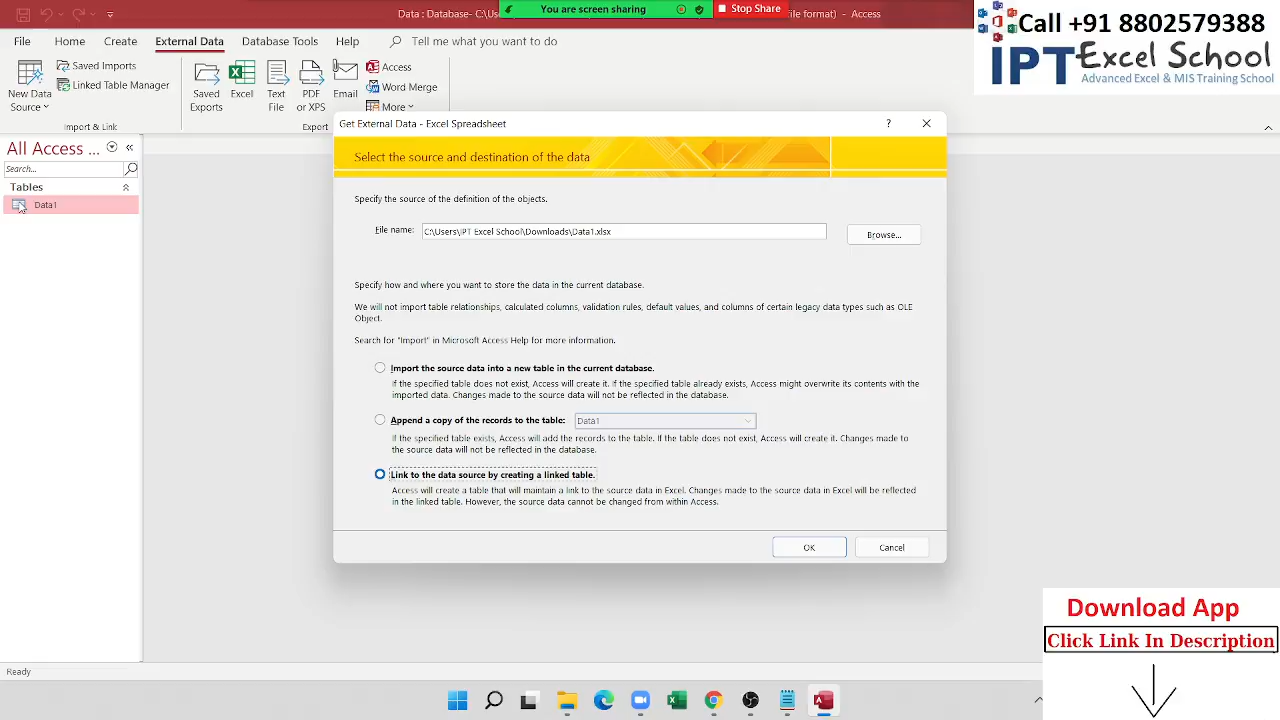 Data : Database- C:\
You are screen sharing
Stop Share
file format) - Access
Call +91 8802579388
IPT Excel School
Advanced Excel & MIS Training School
File
Home
Create
External Data
Database Tools
Help
Tell me what you want to do
New Data
Source
Saved Imports
Linked Table Manager
Import & Link
Saved
Exports
Excel
Text
File
PDF
or XPS
Email
Access
Word Merge
More
Export
All Access ...
Search...
Tables
Data1
Get External Data - Excel Spreadsheet
?
Select the source and destination of the data
Specify the source of the definition of the objects.
File name:
C:\Users\IPT Excel School\Downloads\Data1.xlsx
Browse...
Specify how and where you want to store the data in the current database.
We will not import table relationships, calculated columns, validation rules, default values, and columns of certain legacy data types such as OLE
Object.
Search for "Import" in Microsoft Access Help for more information.
Import the source data into a new table in the current database.
If the specified table does not exist, Access will create it. If the specified table already exists, Access might overwrite its contents with the
imported data. Changes made to the source data will not be reflected in the database.
Append a copy of the records to the table:
Data1
If the specified table exists, Access will add the records to the table. If the table does not exist, Access will create it. Changes made to
the source data will not be reflected in the database.
Link to the data source by creating a linked table.
Access will create a table that will maintain a link to the source data in Excel. Changes made to the source data in Excel will be reflected
in the linked table. However, the source data cannot be changed from within Access.
OK
Cancel
Download App
Click Link In Description
Ready